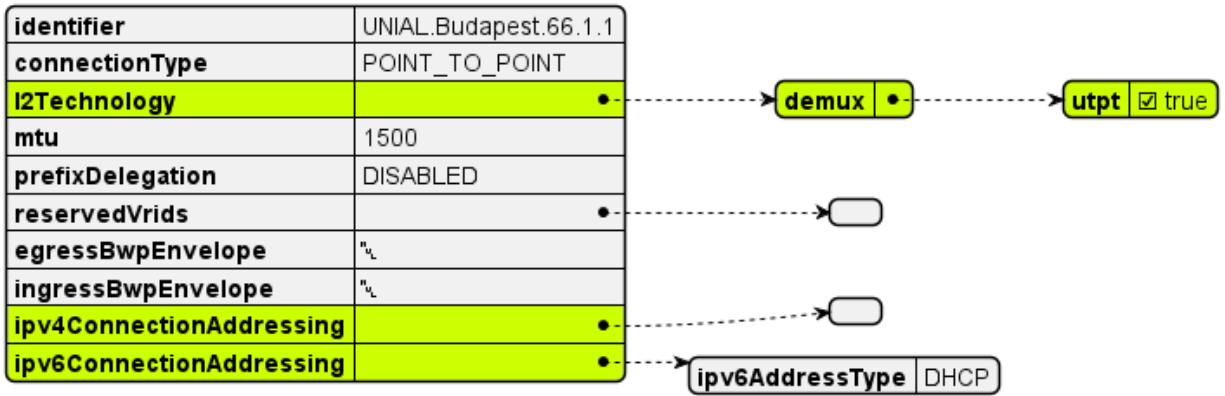 identifier UNIAL.Budapest.66.1.1
connectionType POINT_TO_POINT
l2Technology demux utpt ☑ true
mtu 1500
prefixDelegation DISABLED
reservedVrids
egressBwpEnvelope "␀
ingressBwpEnvelope "␀
ipv4ConnectionAddressing
ipv6ConnectionAddressing ipv6AddressType DHCP